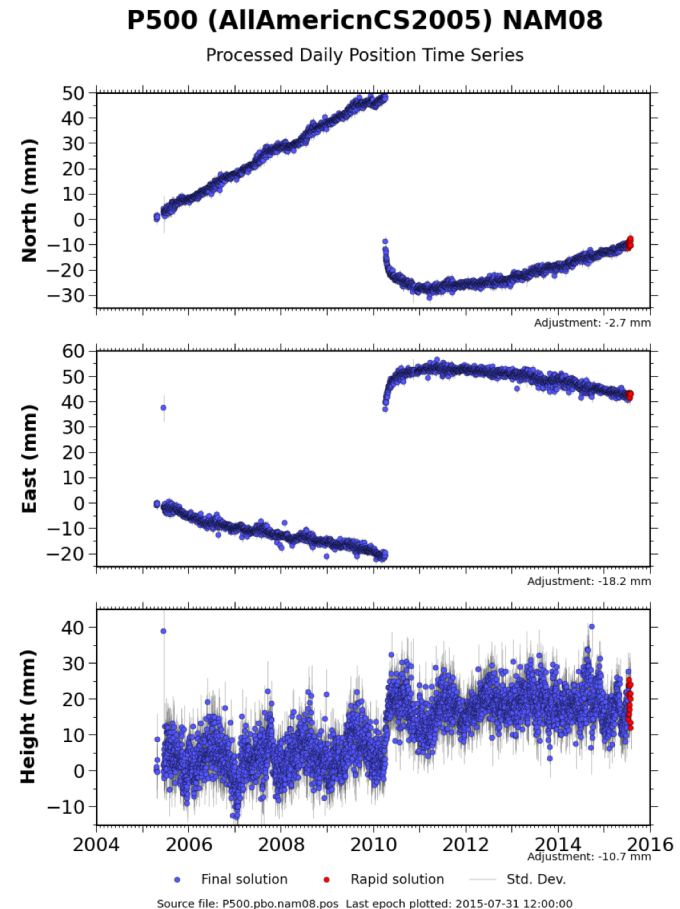 P500 (AllAmericnCS2005) NAM08
Processed Daily Position Time Series
North (mm)
50
40
30
20
10
0
−10
−20
−30
Adjustment: -2.7 mm
East (mm)
60
50
40
30
20
10
0
−10
−20
Adjustment: -18.2 mm
Height (mm)
40
30
20
10
0
−10
2004 2006 2008 2010 2012 2014 2016
Adjustment: -10.7 mm
Final solution Rapid solution Std. Dev.
Source file: P500.pbo.nam08.pos Last epoch plotted: 2015-07-31 12:00:00